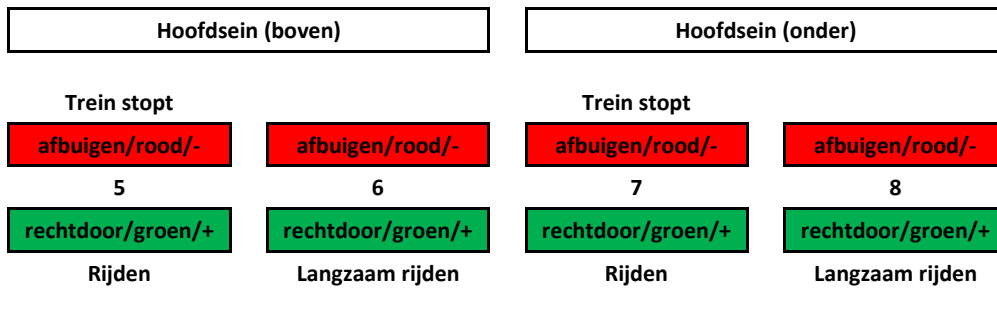 Hoofdsein (boven) Hoofdsein (onder)
Trein stopt Trein stopt
afbuigen/rood/- afbuigen/rood/- afbuigen/rood/- afbuigen/rood/-
5 6 7 8
rechtdoor/groen/+ rechtdoor/groen/+ rechtdoor/groen/+ rechtdoor/groen/+
Rijden Langzaam rijden Rijden Langzaam rijden